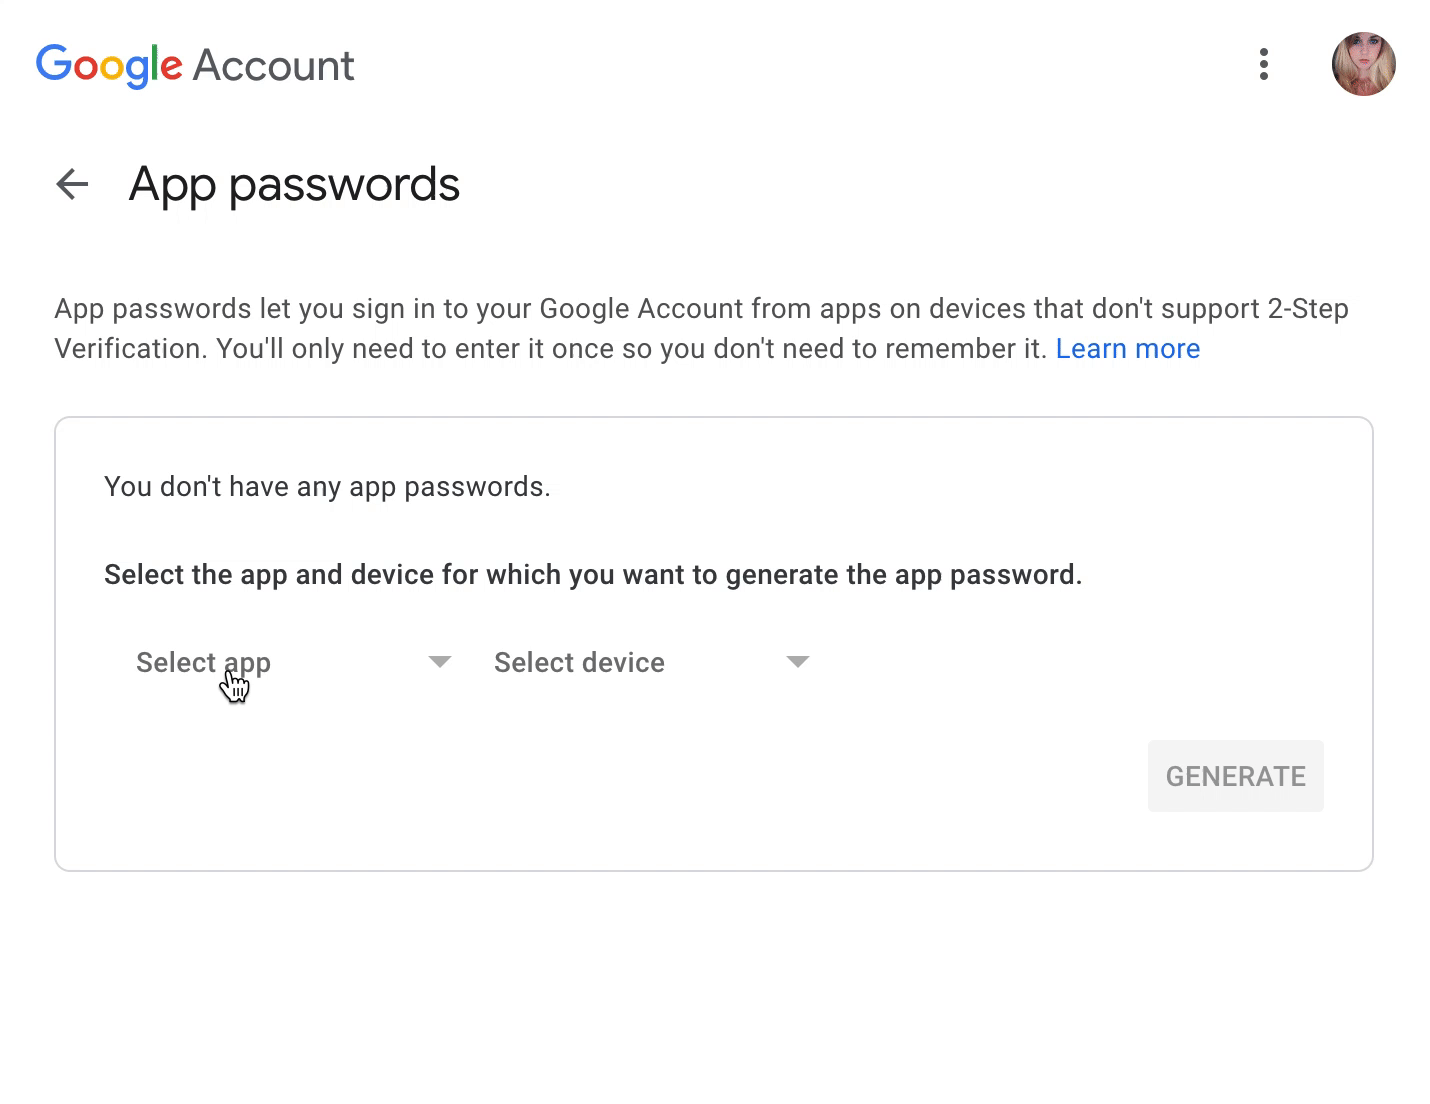 Google Account
App passwords
App passwords let you sign in to your Google Account from apps on devices that don't support 2-Step
Verification. You'll only need to enter it once so you don't need to remember it. Learn more
You don't have any app passwords.
Select the app and device for which you want to generate the app password.
Select app Select device
GENERATE